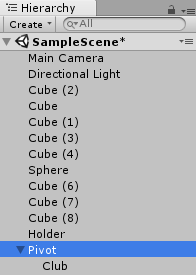 Hierarchy
Create All
SampleScene*
Main Camera
Directional Light
Cube (2)
Cube
Cube (1)
Cube (3)
Cube (4)
Sphere
Cube (6)
Cube (7)
Cube (8)
Holder
Pivot
Club